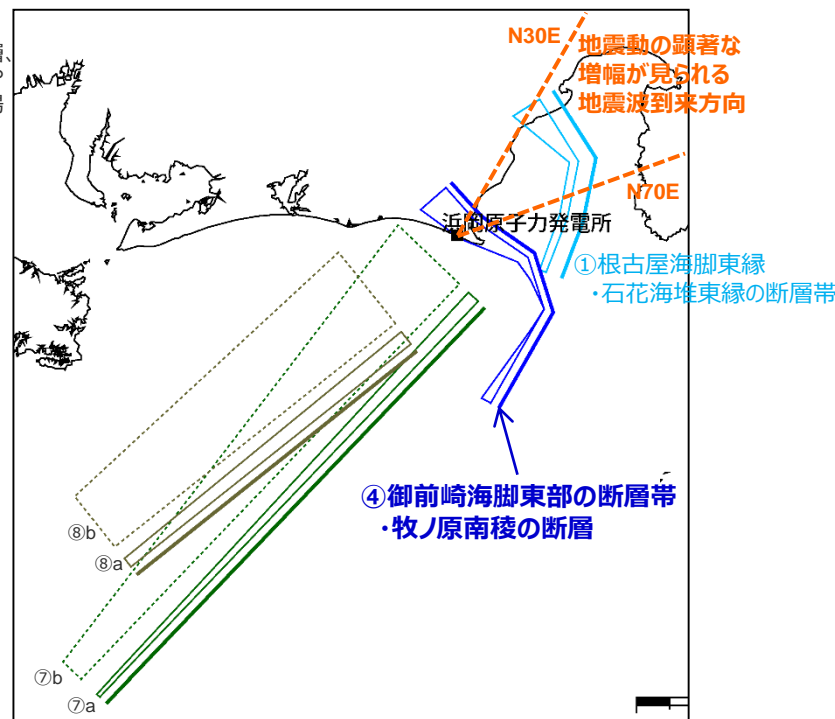 N30E
地震動の顕著な
増幅が見られる
地震波到来方向
N70E
浜岡原子力発電所
①根古屋海脚東縁
・石花海堆東縁の断層帯
④御前崎海脚東部の断層帯
・牧ノ原南稜の断層
⑧b
⑧a
⑦b
⑦a